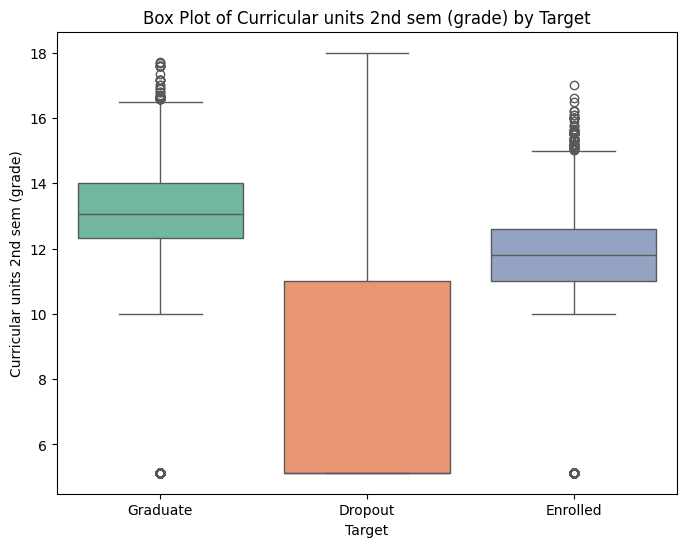 Box Plot of Curricular units 2nd sem (grade) by Target
Curricular units 2nd sem (grade)
18
16
14
12
10
8
6
Graduate
Dropout
Enrolled
Target